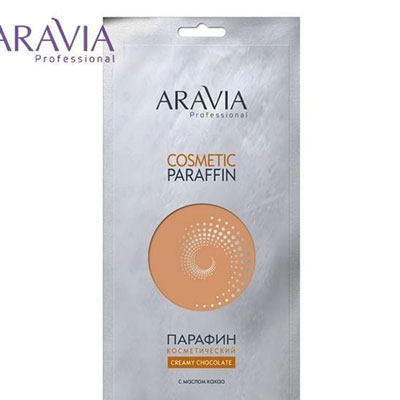 ARAVIA
Professional
ARAVIA
Professional
COSMETIC
PARAFFIN
ПАРАФИН
КОСМЕТИЧЕСКИЙ
CREAMY CHOCOLATE
С МАСЛОМ КАКАО